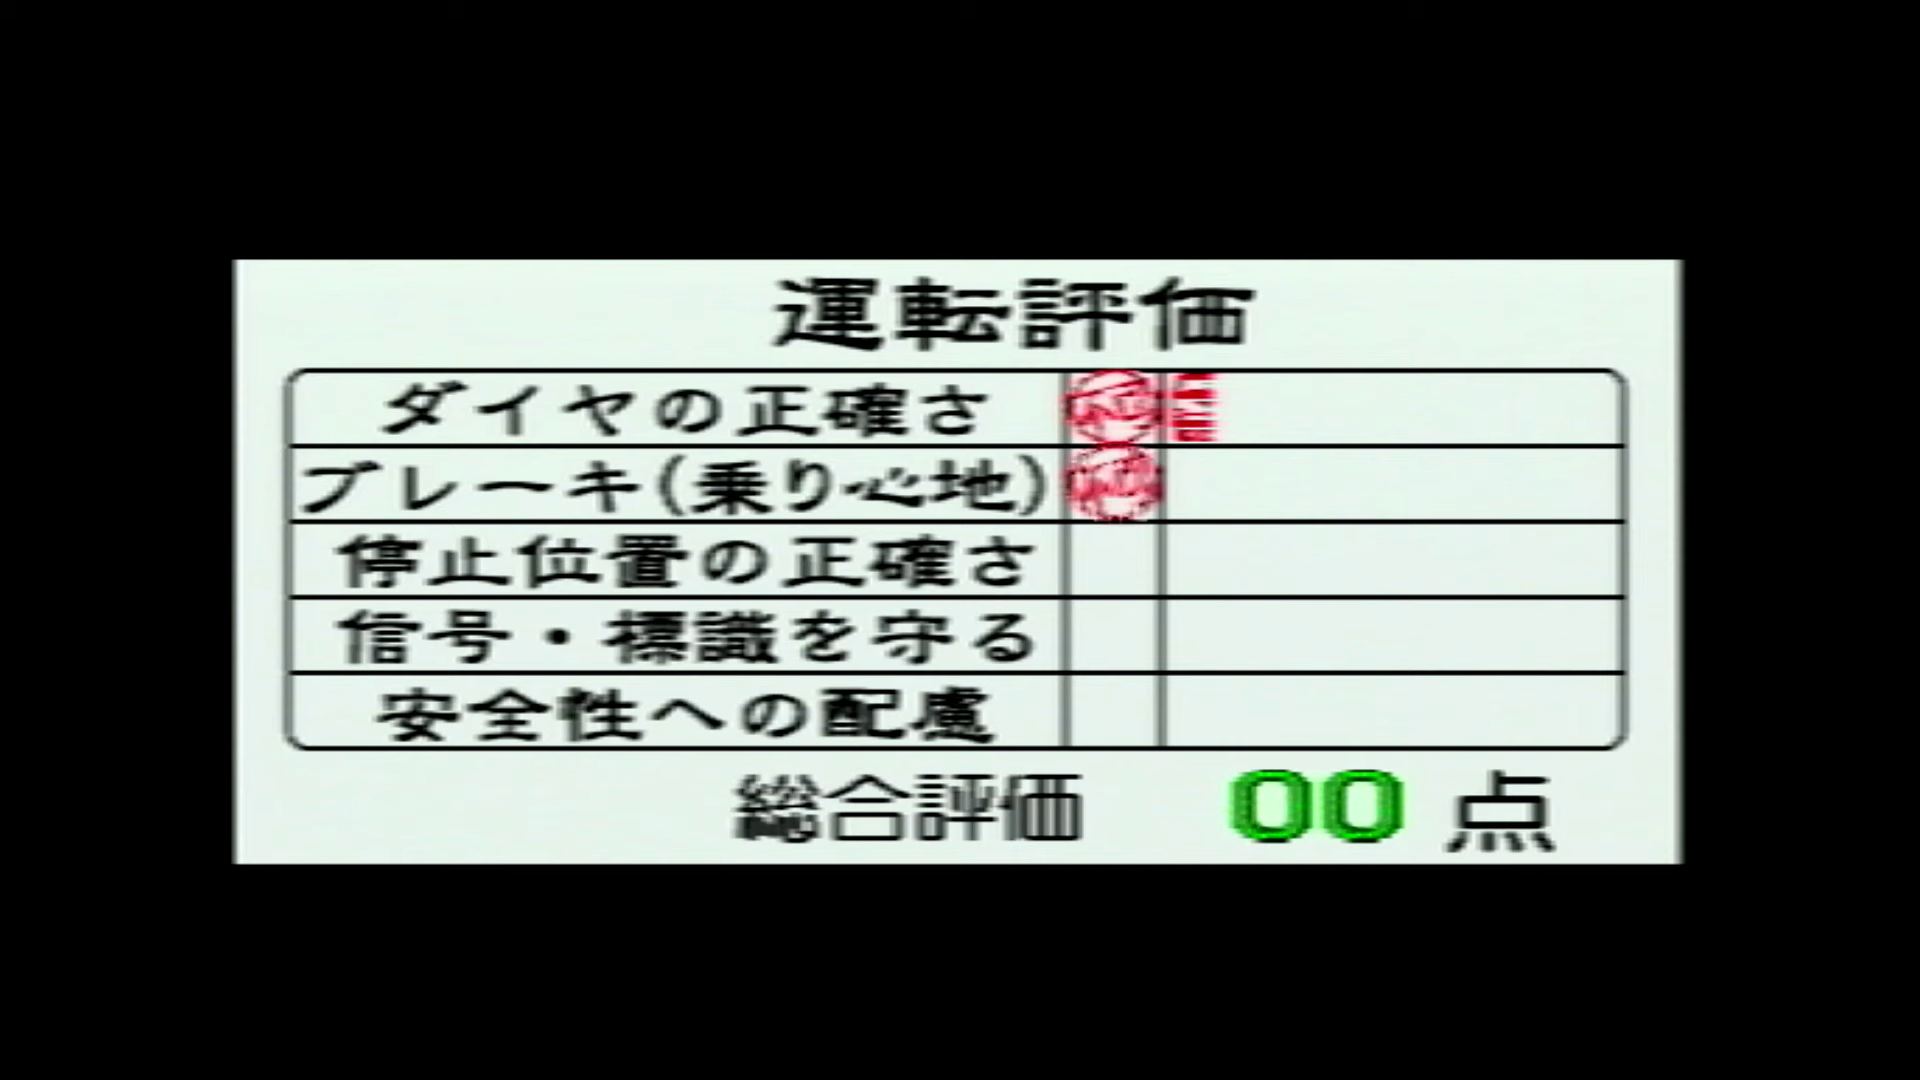 運転評価
ダイヤの正確さ
ブレーキ(乗り心地)
停止位置の正確さ
信号・標識を守る
安全性への配慮
総合評価 00 点